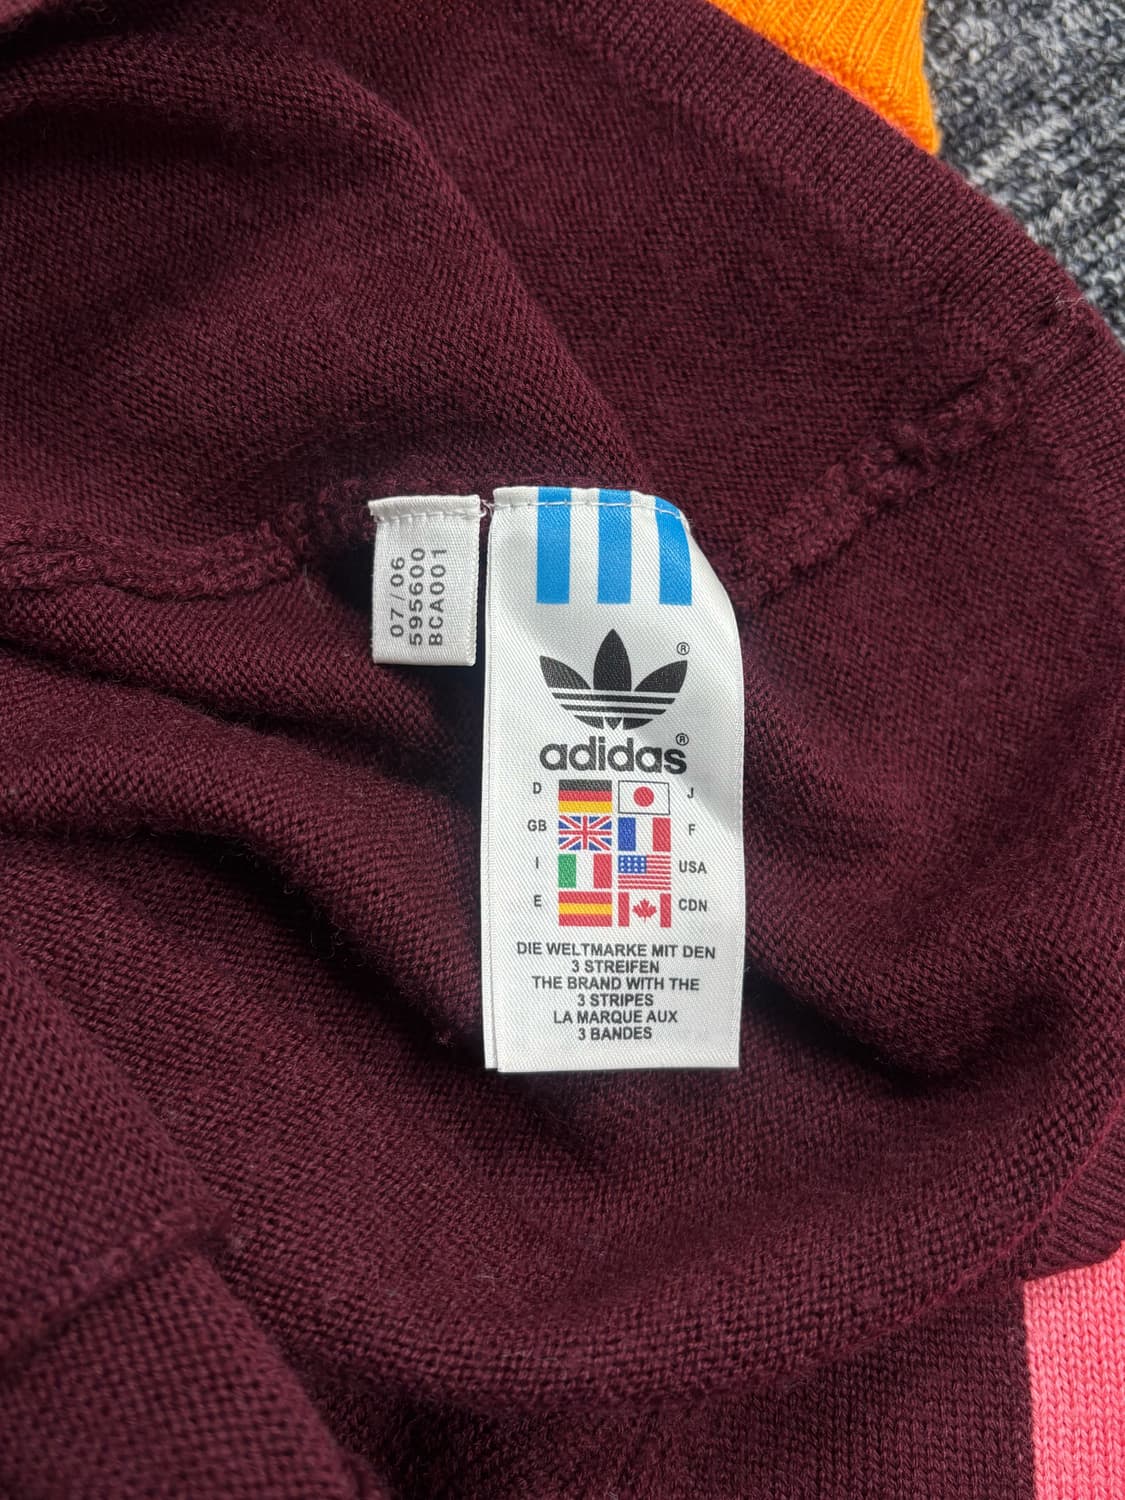 07/06
595600
BCA001
®
adidas®
D J
GB F
I USA
E CDN
DIE WELTMARKE MIT DEN
3 STREIFEN
THE BRAND WITH THE
3 STRIPES
LA MARQUE AUX
3 BANDES